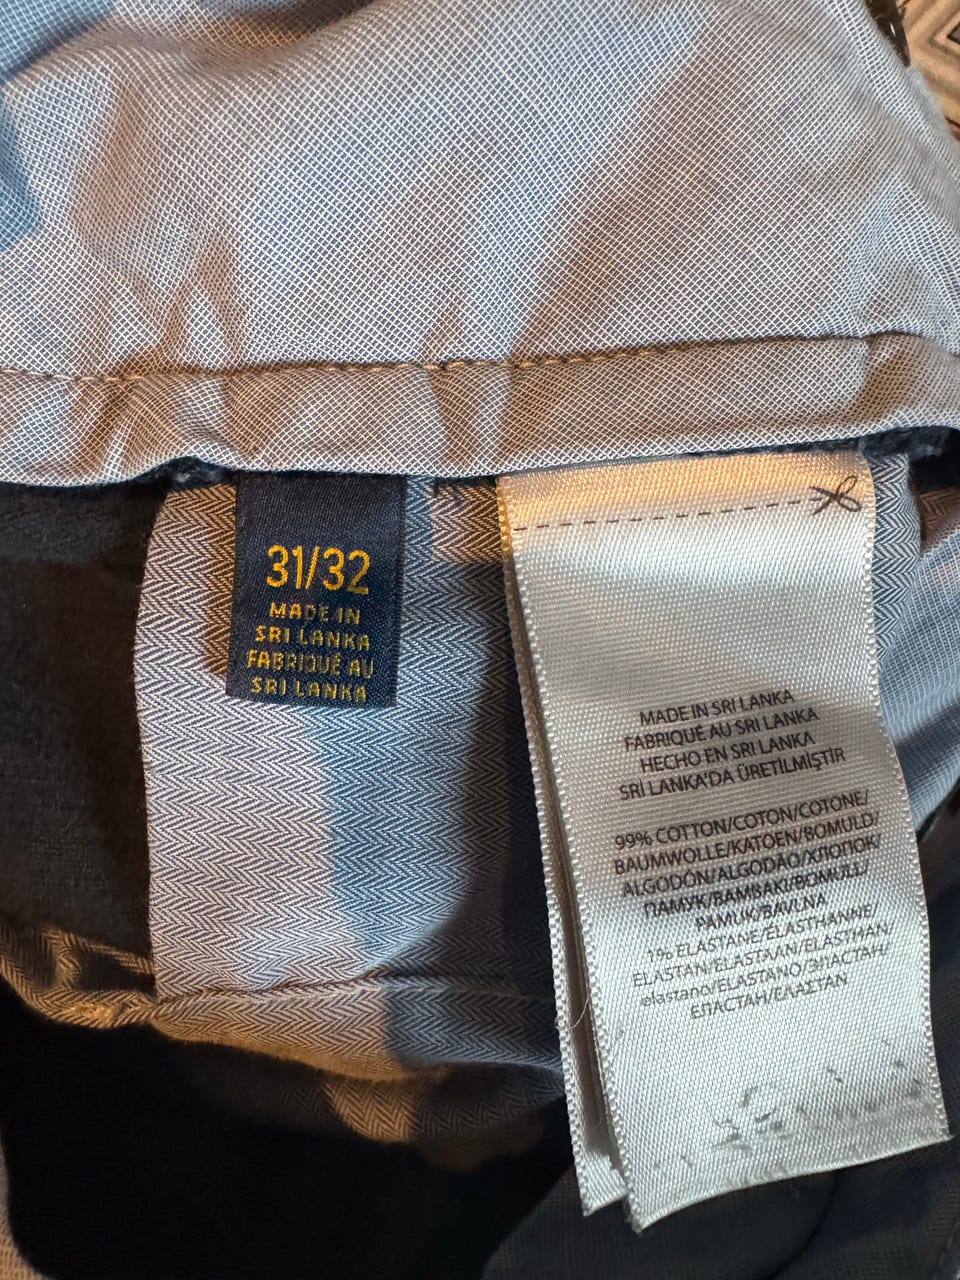 31/32
MADE IN
SRI LANKA
FABRIQUÉ AU
SRI LANKA
MADE IN SRI LANKA
FABRIQUÉ AU SRI LANKA
HECHO EN SRI LANKA
SRİ LANKA'DA ÜRETİLMİŞTİR
99% COTTON/COTON/COTONE/
BAUMWOLLE/KATOEN/BOMULD/
ALGODÓN/ALGODÃO/ХЛОПОК/
ПАМУК/ΒΑΜΒΑΚΙ/BOMULL/
PAMUK/BAVLNA
1% ELASTANE/ÉLASTHANNE/
ELASTAN/ELASTAAN/ELASTMAN/
elastano/ELASTANO/ЭЛАСТАН/
ЕЛАСТАН/ΕΛΑΣΤΑΝ